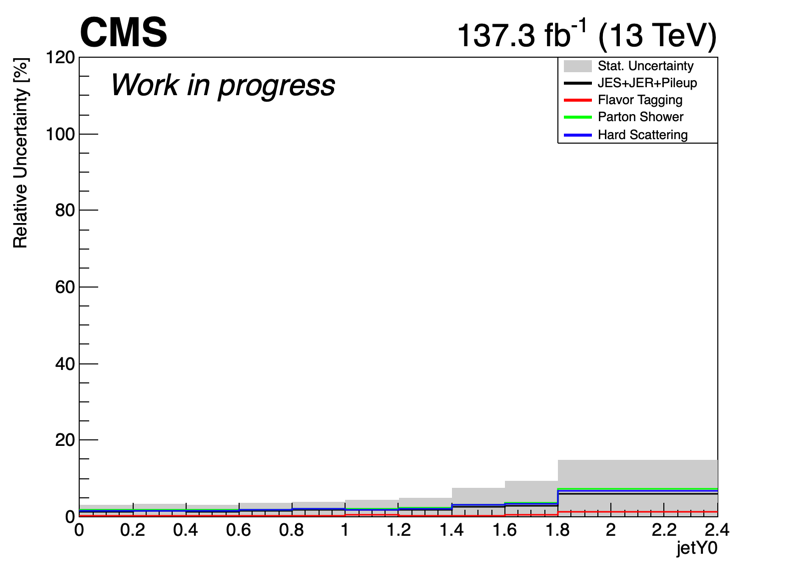 CMS
137.3 fb-1 (13 TeV)
Work in progress
Stat. Uncertainty
JES+JER+Pileup
Flavor Tagging
Parton Shower
Hard Scattering
Relative Uncertainty [%]
120
100
80
60
40
20
0
0 0.2 0.4 0.6 0.8 1 1.2 1.4 1.6 1.8 2 2.2 2.4
jetY0